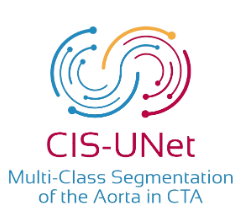 CIS-UNet
Multi-Class Segmentation
of the Aorta in CTA